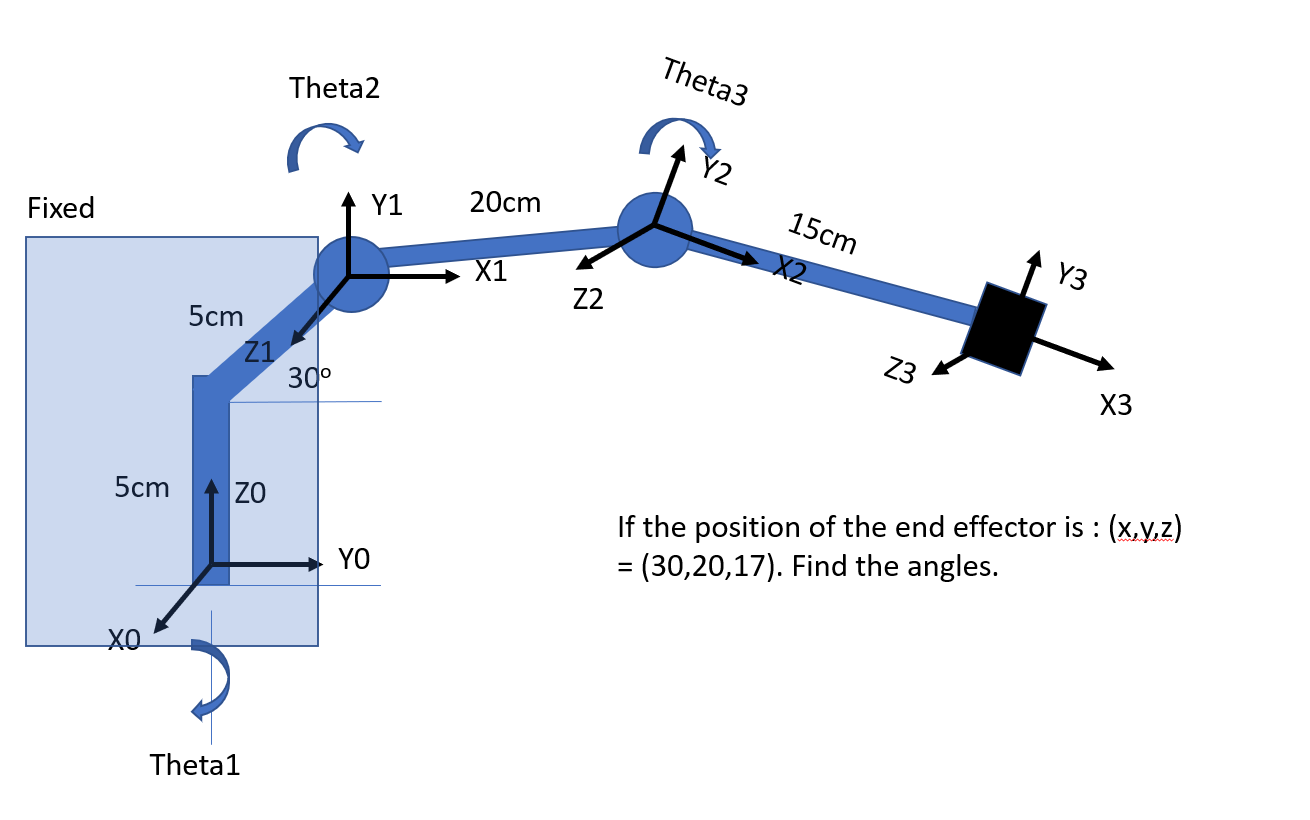 Theta2
Theta3
Fixed
Y1
20cm
Y2
15cm
X1
X2
Z2
Y3
5cm
Z1
30º
Z3
X3
5cm
Z0
Y0
X0
If the position of the end effector is : (x,y,z)
= (30,20,17). Find the angles.
Theta1